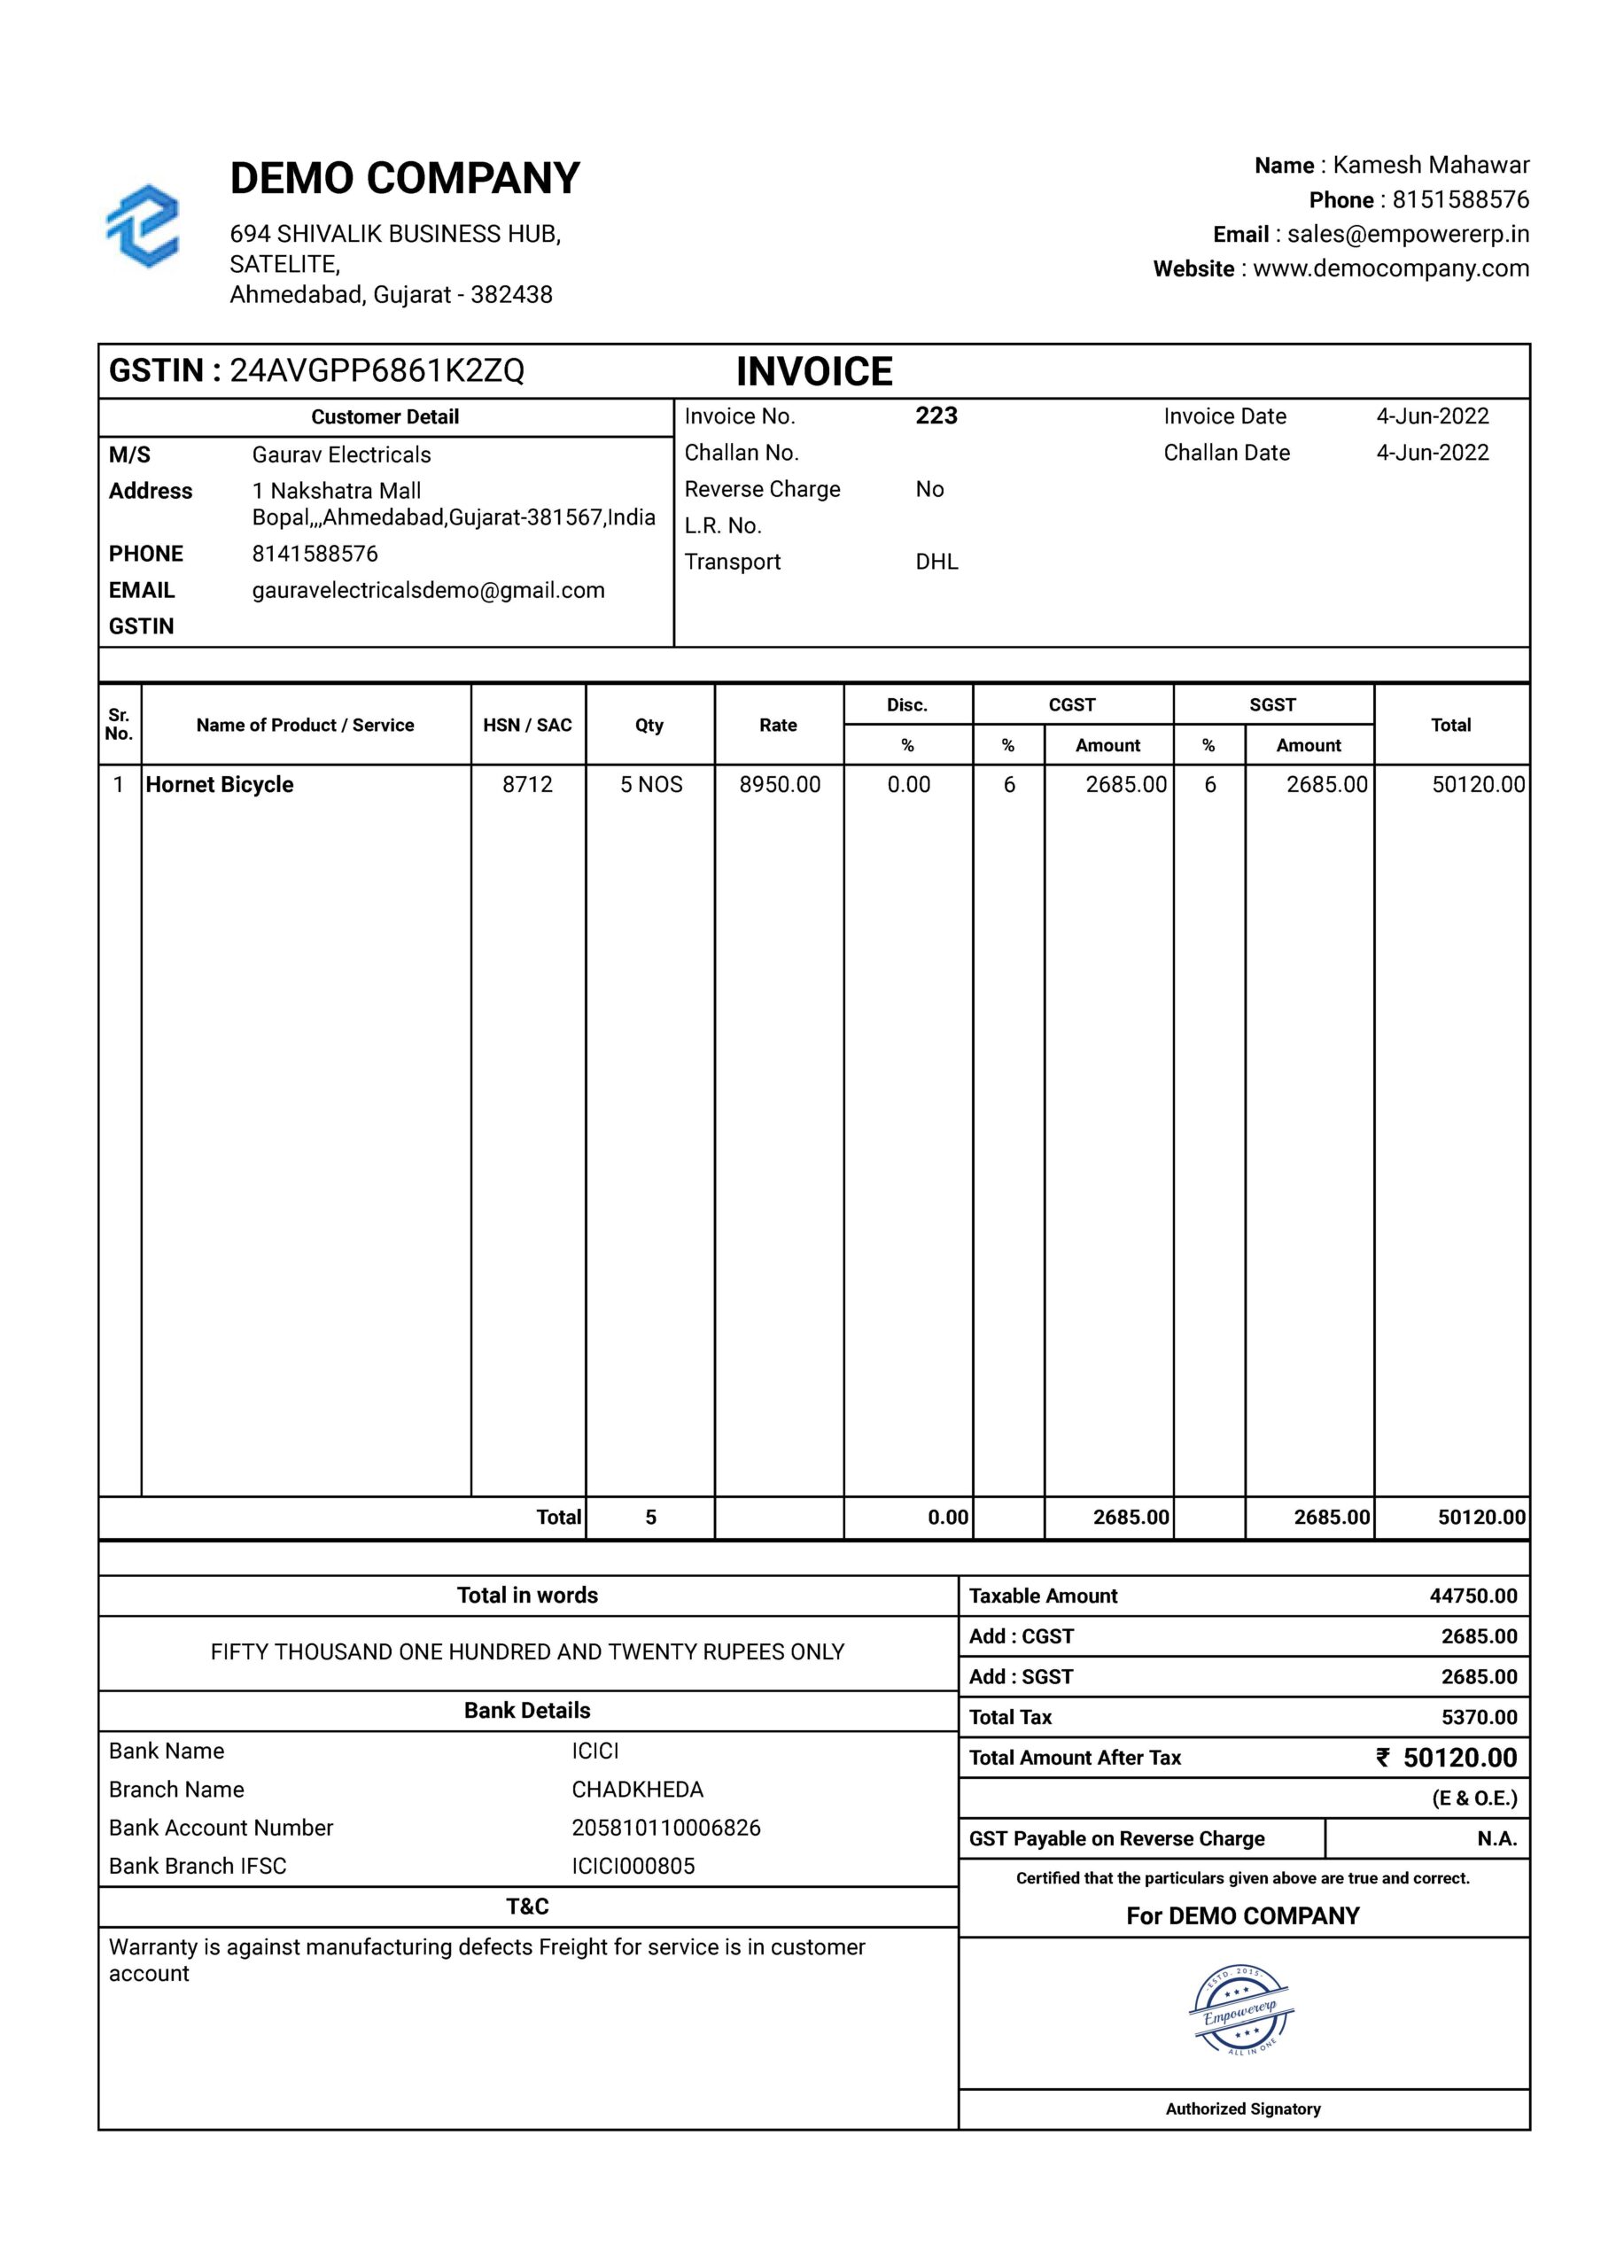 DEMO COMPANY
694 SHIVALIK BUSINESS HUB,
SATELITE,
Ahmedabad, Gujarat - 382438
Name : Kamesh Mahawar
Phone : 8151588576
Email : sales@empowererp.in
Website : www.democompany.com
GSTIN : 24AVGPP6861K2ZQ INVOICE
Customer Detail
M/S Gaurav Electricals
Address 1 Nakshatra Mall
Bopal,,,Ahmedabad,Gujarat-381567,India
PHONE 8141588576
EMAIL gauravelectricalsdemo@gmail.com
GSTIN
Invoice No. 223 Invoice Date 4-Jun-2022
Challan No. Challan Date 4-Jun-2022
Reverse Charge No
L.R. No.
Transport DHL
Sr. No. Name of Product / Service HSN / SAC Qty Rate Disc. CGST SGST Total
% % Amount % Amount
1 Hornet Bicycle 8712 5 NOS 8950.00 0.00 6 2685.00 6 2685.00 50120.00
Total 5 0.00 2685.00 2685.00 50120.00
Total in words
FIFTY THOUSAND ONE HUNDRED AND TWENTY RUPEES ONLY
Bank Details
Bank Name ICICI
Branch Name CHADKHEDA
Bank Account Number 205810110006826
Bank Branch IFSC ICICI000805
T&C
Warranty is against manufacturing defects Freight for service is in customer
account
Taxable Amount 44750.00
Add : CGST 2685.00
Add : SGST 2685.00
Total Tax 5370.00
Total Amount After Tax ₹ 50120.00
(E & O.E.)
GST Payable on Reverse Charge N.A.
Certified that the particulars given above are true and correct.
For DEMO COMPANY
-ESTD. 2015-
Empowererp
ALL IN ONE
Authorized Signatory